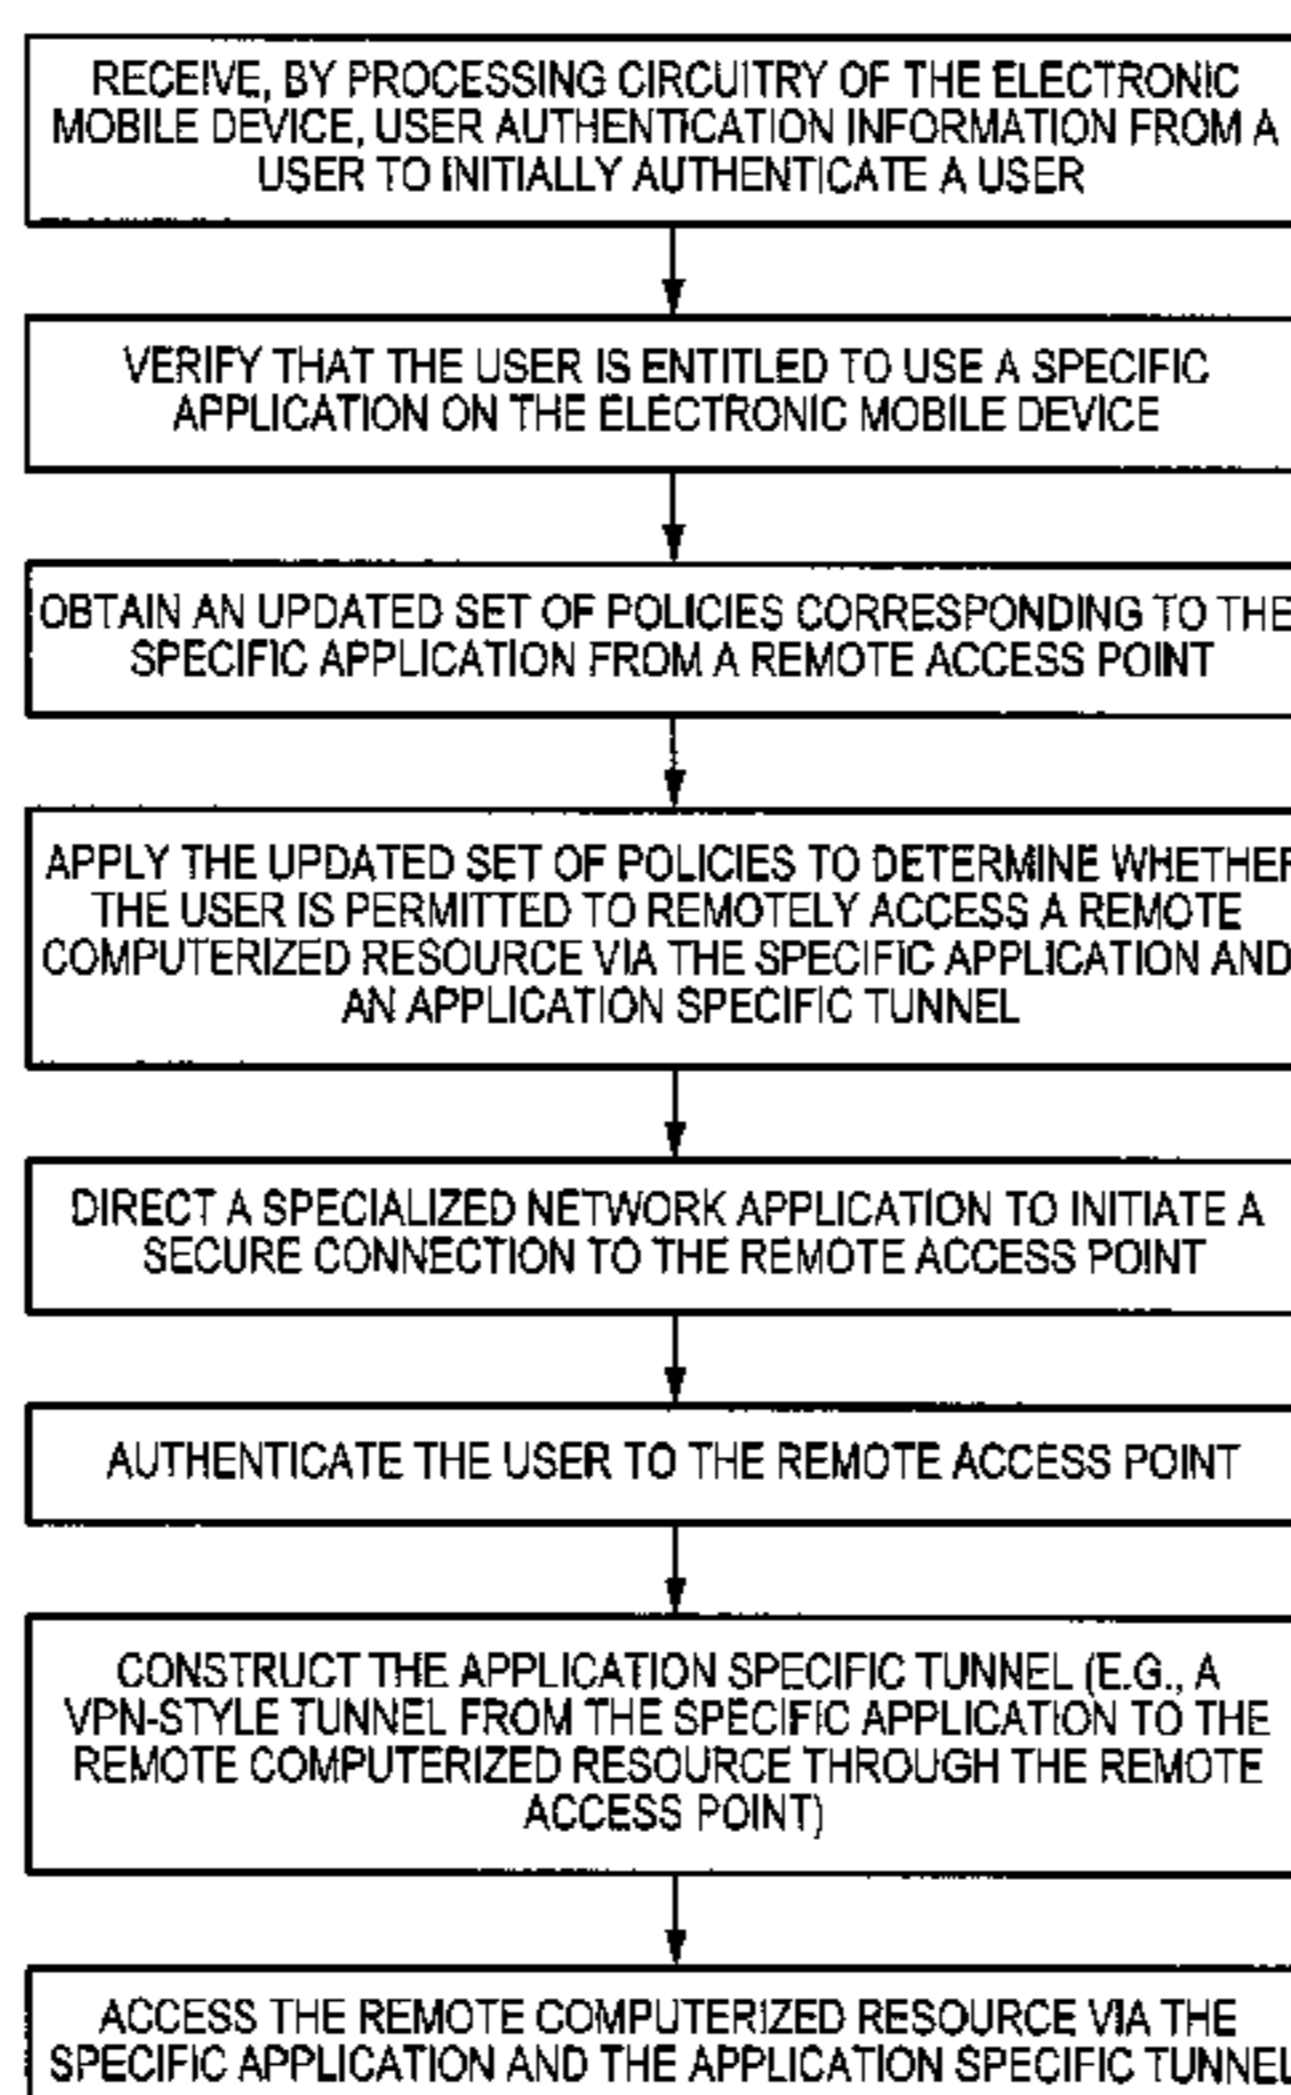 RECEIVE, BY PROCESSING CIRCUITRY OF THE ELECTRONIC
MOBILE DEVICE, USER AUTHENTICATION INFORMATION FROM A
USER TO INITIALLY AUTHENTICATE A USER
VERIFY THAT THE USER IS ENTITLED TO USE A SPECIFIC
APPLICATION ON THE ELECTRONIC MOBILE DEVICE
OBTAIN AN UPDATED SET OF POLICIES CORRESPONDING TO THE
SPECIFIC APPLICATION FROM A REMOTE ACCESS POINT
APPLY THE UPDATED SET OF POLICIES TO DETERMINE WHETHER
THE USER IS PERMITTED TO REMOTELY ACCESS A REMOTE
COMPUTERIZED RESOURCE VIA THE SPECIFIC APPLICATION AND
AN APPLICATION SPECIFIC TUNNEL
DIRECT A SPECIALIZED NETWORK APPLICATION TO INITIATE A
SECURE CONNECTION TO THE REMOTE ACCESS POINT
AUTHENTICATE THE USER TO THE REMOTE ACCESS POINT
CONSTRUCT THE APPLICATION SPECIFIC TUNNEL (E.G., A
VPN-STYLE TUNNEL FROM THE SPECIFIC APPLICATION TO THE
REMOTE COMPUTERIZED RESOURCE THROUGH THE REMOTE
ACCESS POINT)
ACCESS THE REMOTE COMPUTERIZED RESOURCE VIA THE
SPECIFIC APPLICATION AND THE APPLICATION SPECIFIC TUNNEL